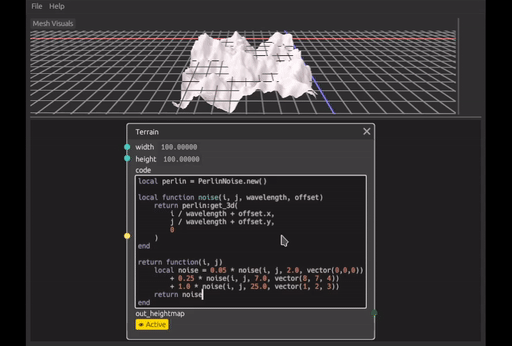 File Help
Mesh Visuals
Terrain
width 100.00000
height 100.00000
code
local perlin = PerlinNoise.new()
local function noise(i, j, wavelength, offset)
return perlin:get_3d(
i / wavelength + offset.x,
j / wavelength + offset.y,
0
)
end
return function(i, j)
local noise = 0.05 * noise(i, j, 2.0, vector(0,0,0))
+ 0.25 * noise(i, j, 7.0, vector(8, 7, 4))
+ 1.0 * noise(i, j, 25.0, vector(1, 2, 3))
return noise
end
out_heightmap
Active